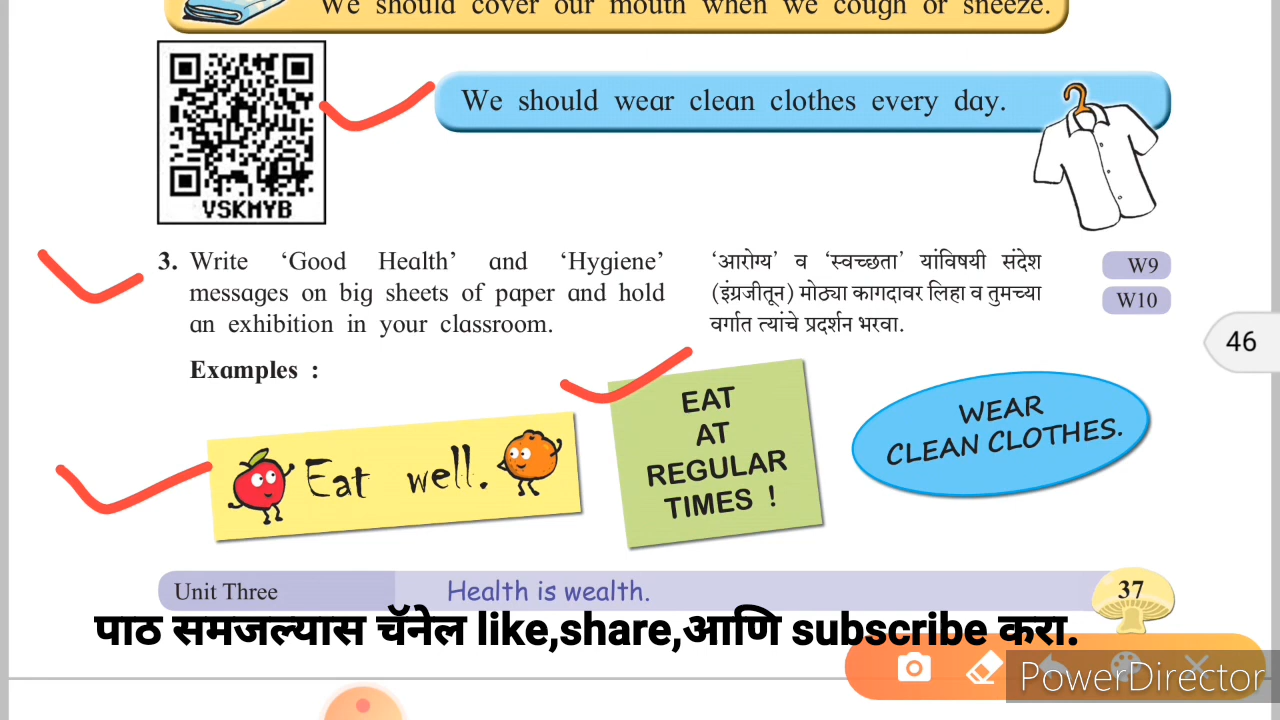 We should cover our mouth when we cough or sneeze.
We should wear clean clothes every day.
VSKMYB
3. Write ‘Good Health’ and ‘Hygiene’
messages on big sheets of paper and hold
an exhibition in your classroom.
‘आरोग्य’ व ‘स्वच्छता’ यांविषयी संदेश
(इंग्रजीतून) मोठ्या कागदावर लिहा व तुमच्या
वर्गात त्यांचे प्रदर्शन भरवा.
W9
W10
46
Examples :
Eat well.
EAT
AT
REGULAR
TIMES !
WEAR
CLEAN CLOTHES.
Unit Three
Health is wealth.
37
पाठ समजल्यास चॅनेल like,share,आणि subscribe करा.
PowerDirector